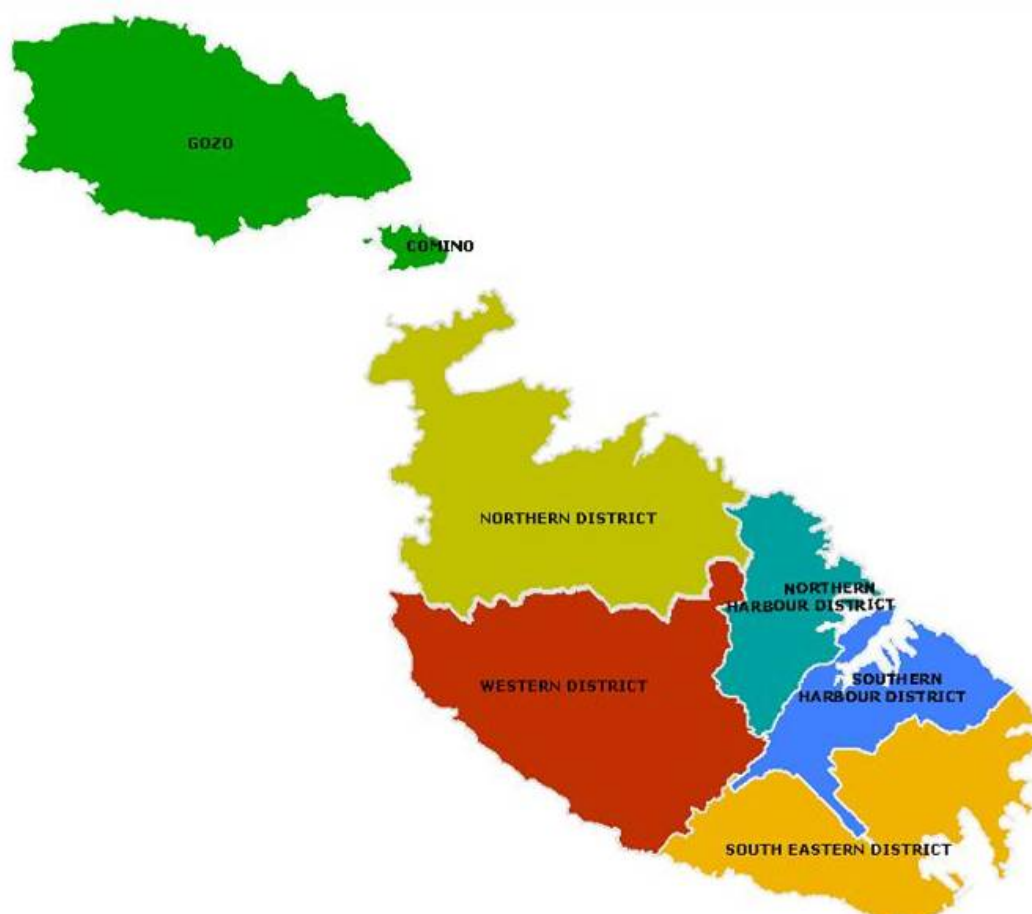 GOZO
COMINO
NORTHERN DISTRICT
NORTHERN
HARBOUR DISTRICT
WESTERN DISTRICT
SOUTHERN
HARBOUR DISTRICT
SOUTH EASTERN DISTRICT